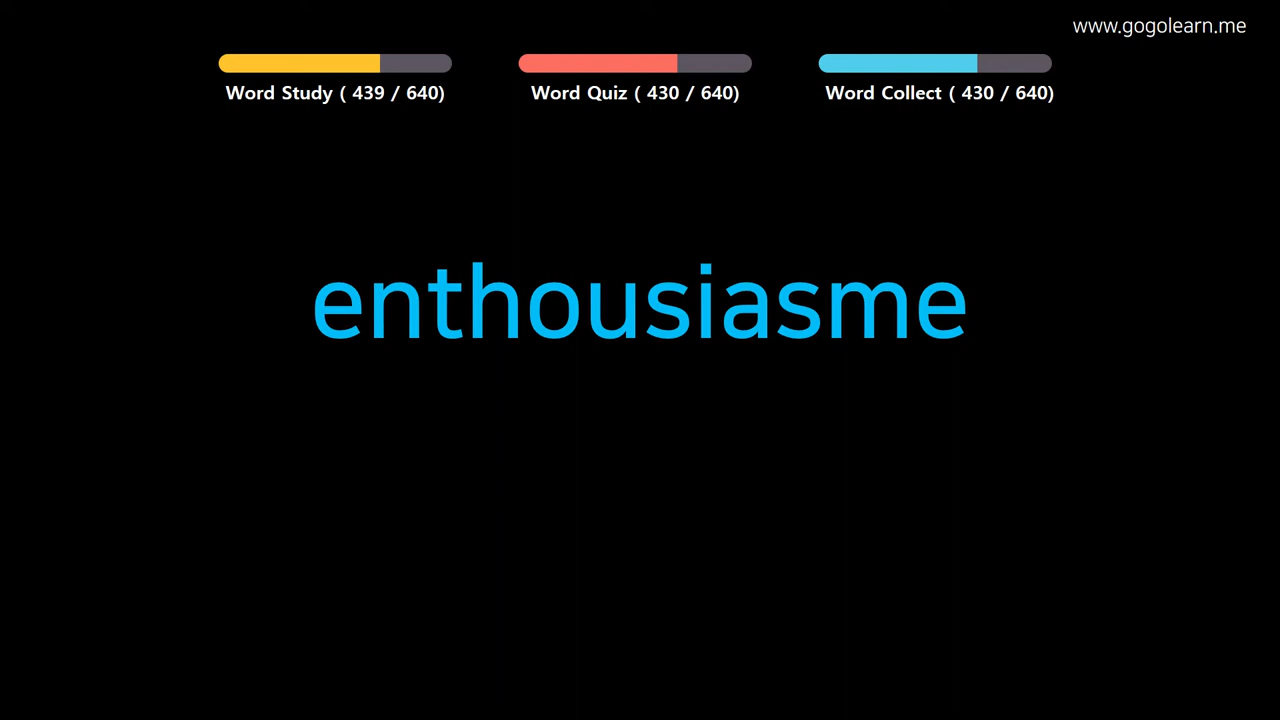 www.gogolearn.me
Word Study ( 439 / 640)
Word Quiz ( 430 / 640)
Word Collect ( 430 / 640)
enthousiasme